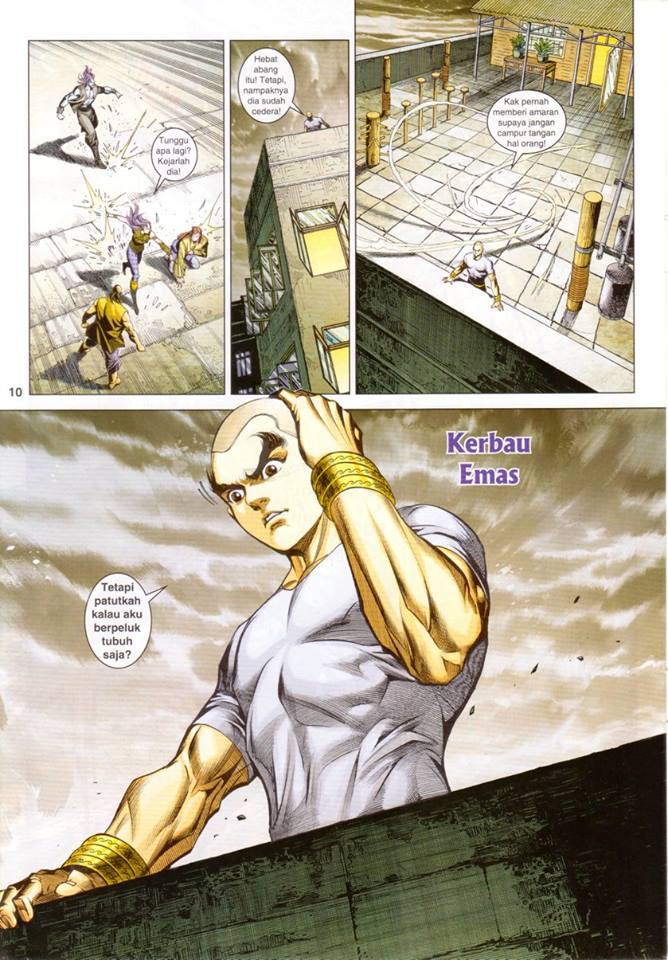 Tunggu
apa lagi?
Kejarlah
dia!
Hebat
abang
itu! Tetapi,
nampaknya
dia sudah
cedera!
Kak pernah
memberi amaran
supaya jangan
campur tangan
hal orang!
10
Kerbau
Emas
Tetapi
patutkah
kalau aku
berpeluk
tubuh
saja?